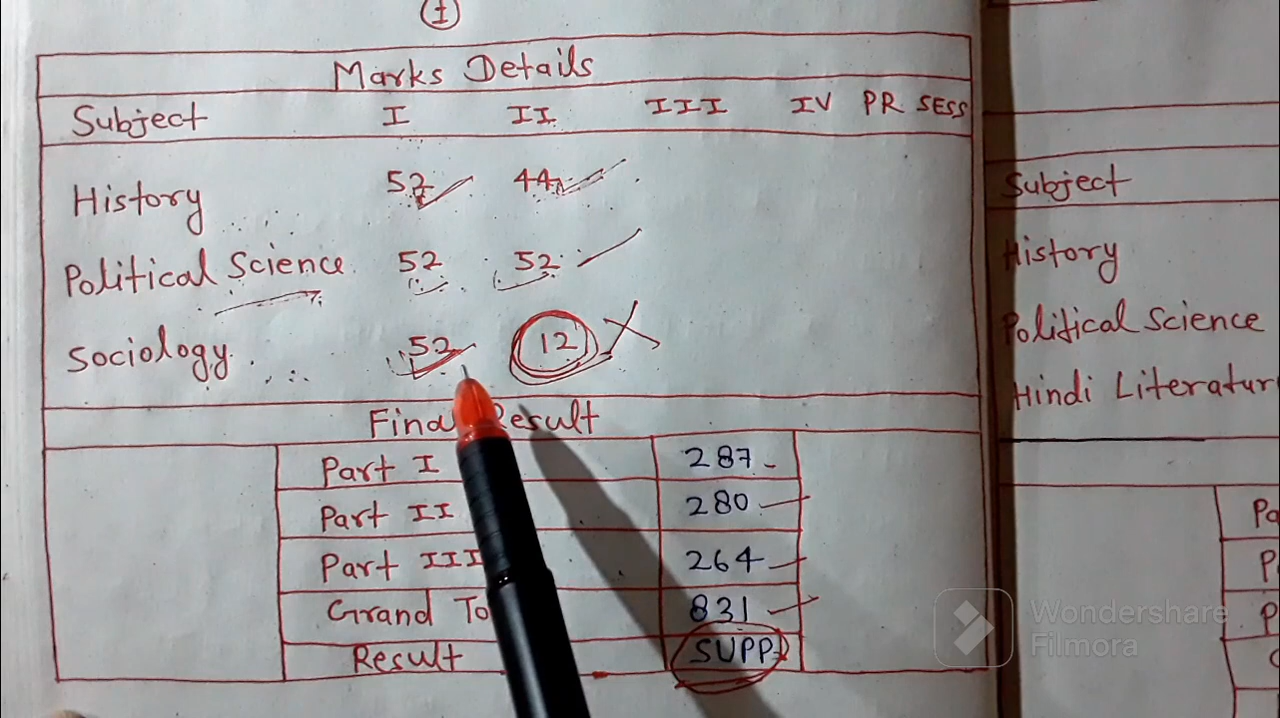 I
Marks Details
Subject I II III IV PR SESS
History 52 44
Political Science 52 52
Sociology 52 12
Final Result
Part I 287
Part II 280
Part III 264
Grand To 831
Result SUPP
Subject
History
Political Science
Hindi Literatur
Wondershare
Filmora